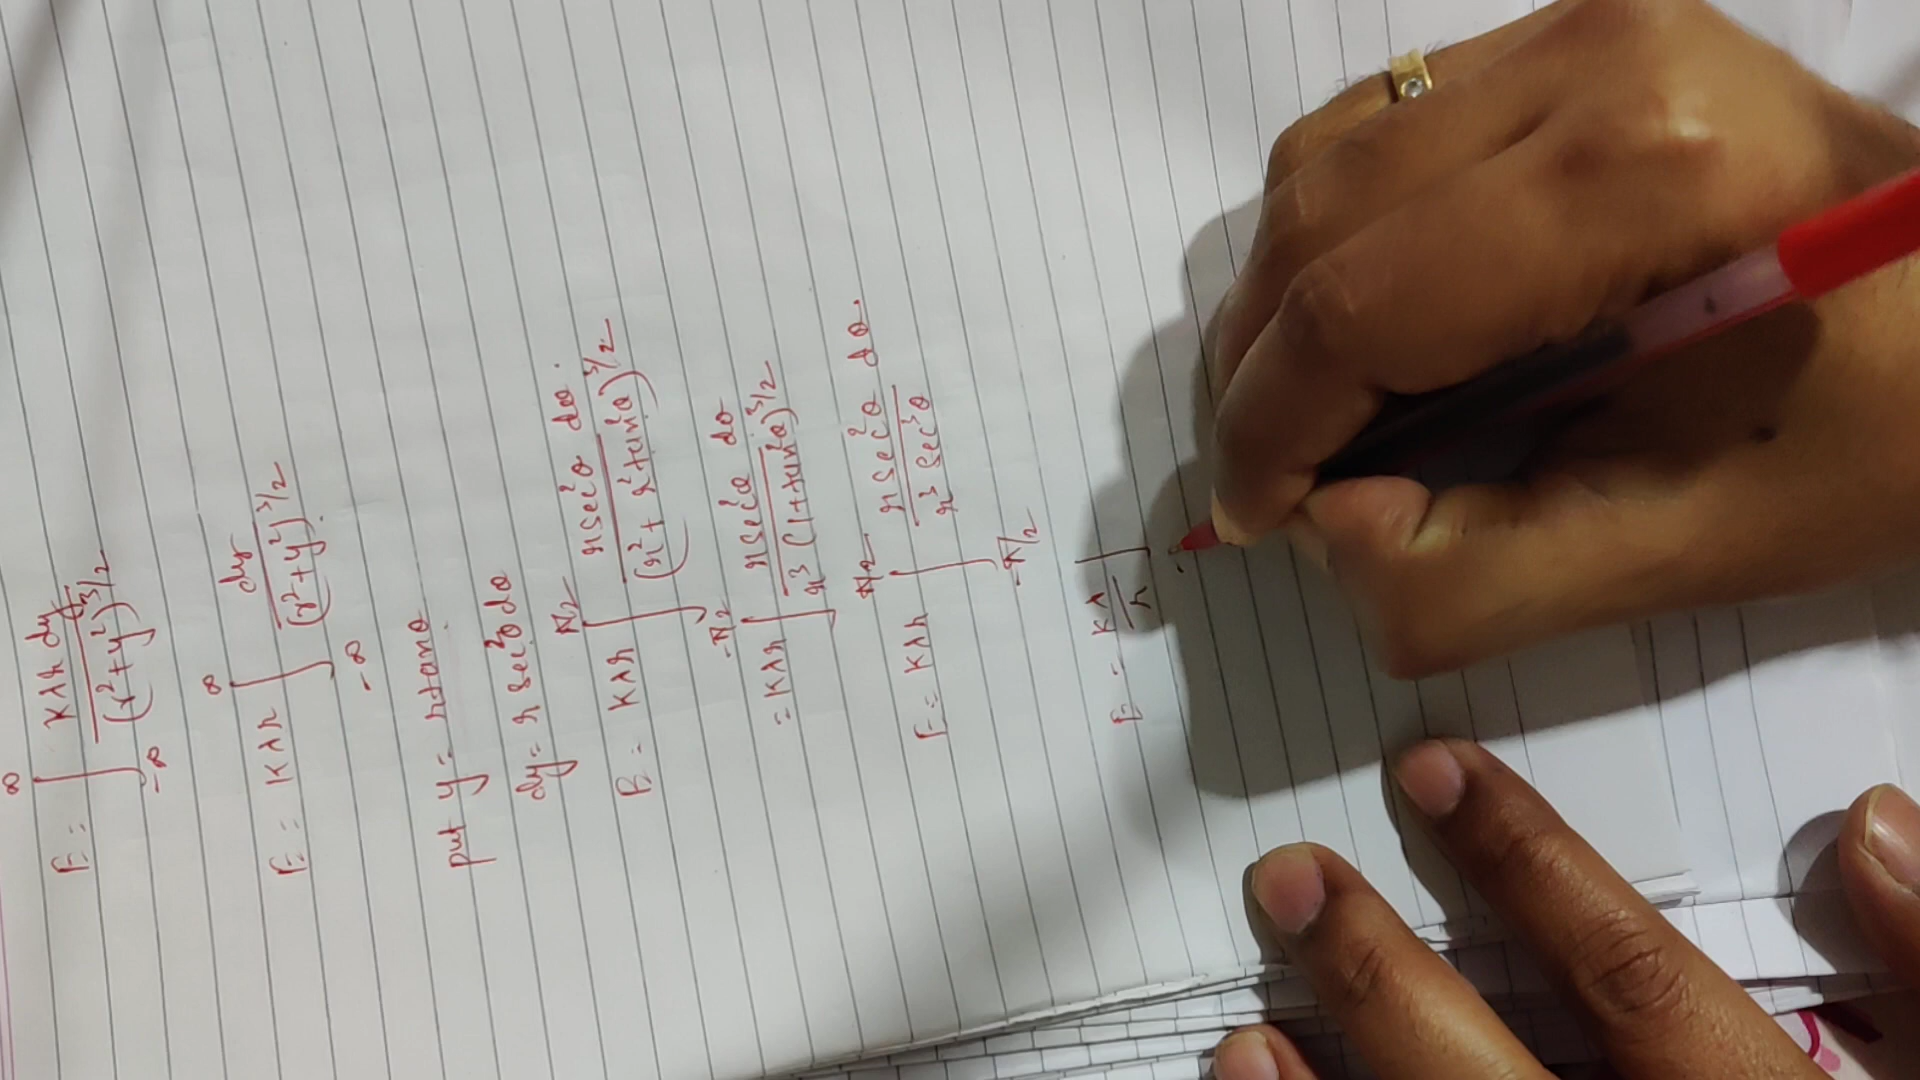 E = ∫_{-∞}^{∞} Kλr dy / (r²+y²)^{3/2}
E = Kλr ∫_{-∞}^{∞} dy / (r²+y²)^{3/2}
put y = r tanθ
dy = r sec²θ dθ
E = Kλr ∫_{-π/2}^{π/2} r sec²θ dθ. / (r² + r² tan²θ)^{3/2}
= Kλr ∫ r sec²θ dθ / r³ (1+tan²θ)^{3/2}
E = Kλr ∫_{-π/2}^{π/2} r sec²θ / r³ sec³θ dθ.
E = Kλ / r ∫